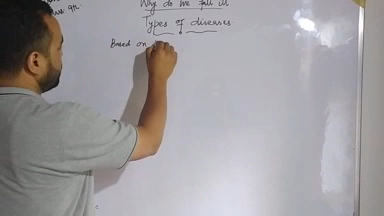 Why do we fall ill
Types of diseases
Based on